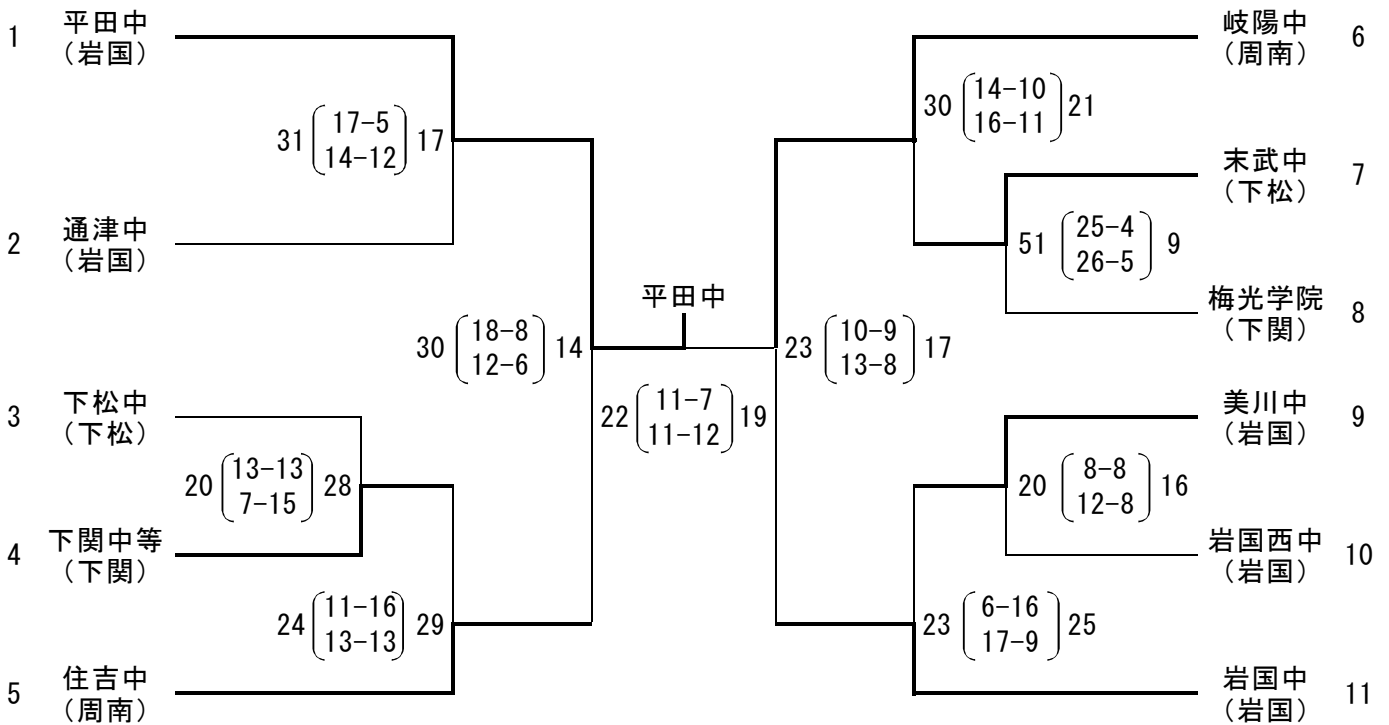 1 平田中
(岩国)
31 17-5 17
14-12
2 通津中
(岩国)
30 18-8 14
12-6
3 下松中
(下松)
20 13-13 28
7-15
4 下関中等
(下関)
24 11-16 29
13-13
5 住吉中
(周南)
平田中
22 11-7 19
11-12
岐陽中 6
(周南)
30 14-10 21
16-11
末武中 7
(下松)
51 25-4 9
26-5
梅光学院 8
(下関)
23 10-9 17
13-8
美川中 9
(岩国)
20 8-8 16
12-8
岩国西中 10
(岩国)
23 6-16 25
17-9
岩国中 11
(岩国)